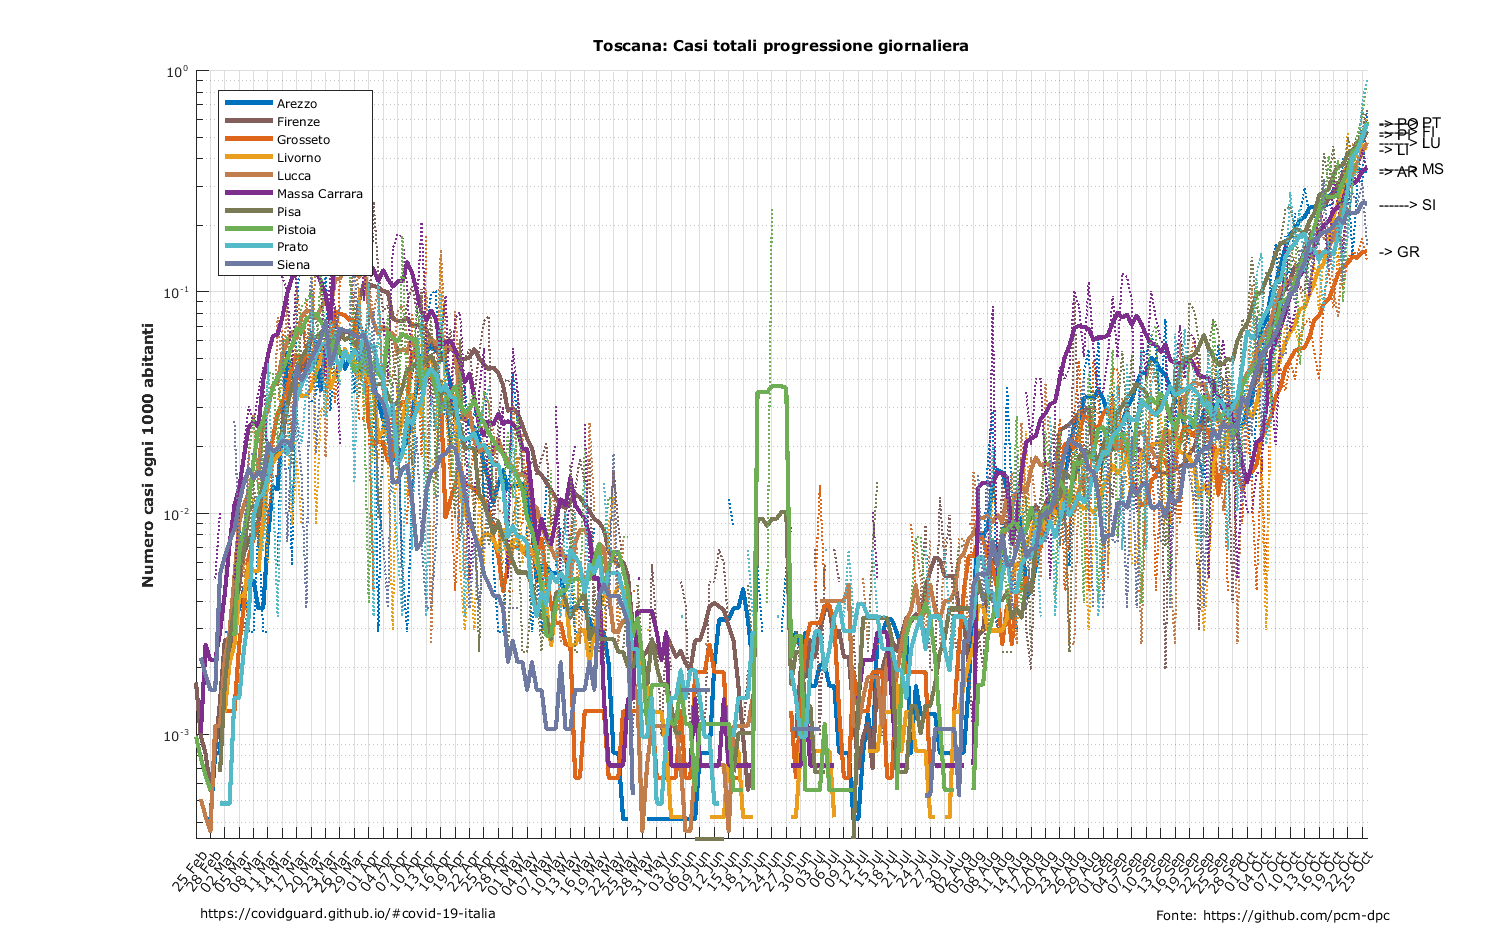 Toscana: Casi totali progressione giornaliera
Numero casi ogni 1000 abitanti
10⁰
10⁻¹
10⁻²
10⁻³
Arezzo
Firenze
Grosseto
Livorno
Lucca
Massa Carrara
Pisa
Pistoia
Prato
Siena
PT
FI
LU
-> LI
MS
-> AR
------> SI
-> GR
25 Feb
28 Feb
02 Mar
05 Mar
08 Mar
11 Mar
14 Mar
17 Mar
20 Mar
23 Mar
26 Mar
29 Mar
01 Apr
04 Apr
07 Apr
10 Apr
13 Apr
16 Apr
19 Apr
22 Apr
25 Apr
28 Apr
01 May
04 May
07 May
10 May
13 May
16 May
19 May
22 May
25 May
28 May
31 May
03 Jun
06 Jun
09 Jun
12 Jun
15 Jun
18 Jun
21 Jun
24 Jun
27 Jun
30 Jun
03 Jul
06 Jul
09 Jul
12 Jul
15 Jul
18 Jul
21 Jul
24 Jul
27 Jul
30 Jul
02 Aug
05 Aug
08 Aug
11 Aug
14 Aug
17 Aug
20 Aug
23 Aug
26 Aug
29 Aug
01 Sep
04 Sep
07 Sep
10 Sep
13 Sep
16 Sep
19 Sep
22 Sep
25 Sep
28 Sep
01 Oct
04 Oct
07 Oct
10 Oct
13 Oct
16 Oct
19 Oct
22 Oct
25 Oct
https://covidguard.github.io/#covid-19-italia
Fonte: https://github.com/pcm-dpc